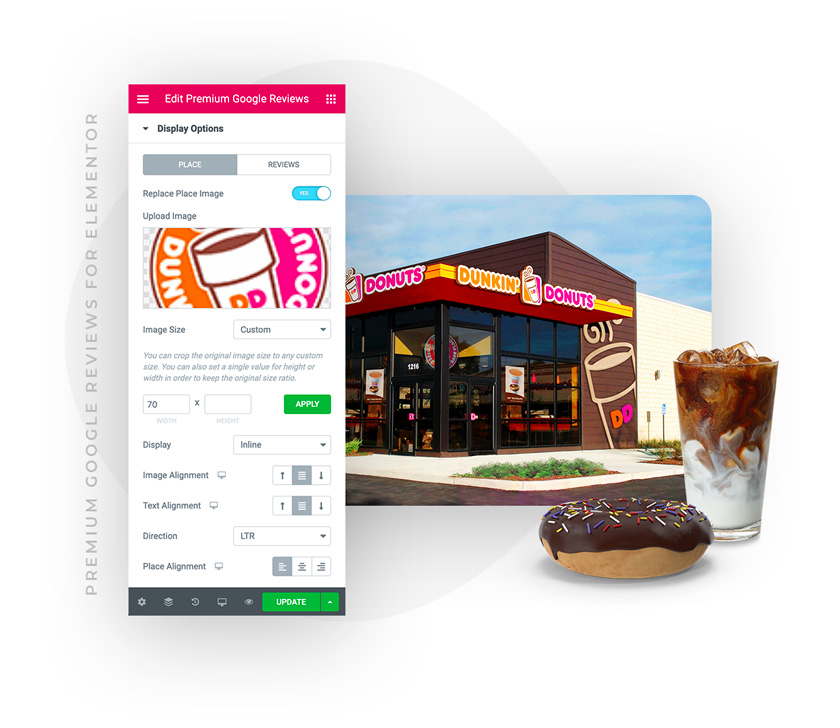 PREMIUM GOOGLE REVIEWS FOR ELEMENTOR
Edit Premium Google Reviews
Display Options
PLACE
REVIEWS
Replace Place Image
YES
Upload Image
DUNKIN'
DONUTS
DD
Image Size
Custom
You can crop the original image size to any custom
size. You can also set a single value for height or
width in order to keep the original size ratio.
70
X
APPLY
WIDTH
HEIGHT
Display
Inline
Image Alignment
Text Alignment
Direction
LTR
Place Alignment
UPDATE
DONUTS
DUNKIN'
DONUTS
1216
DD